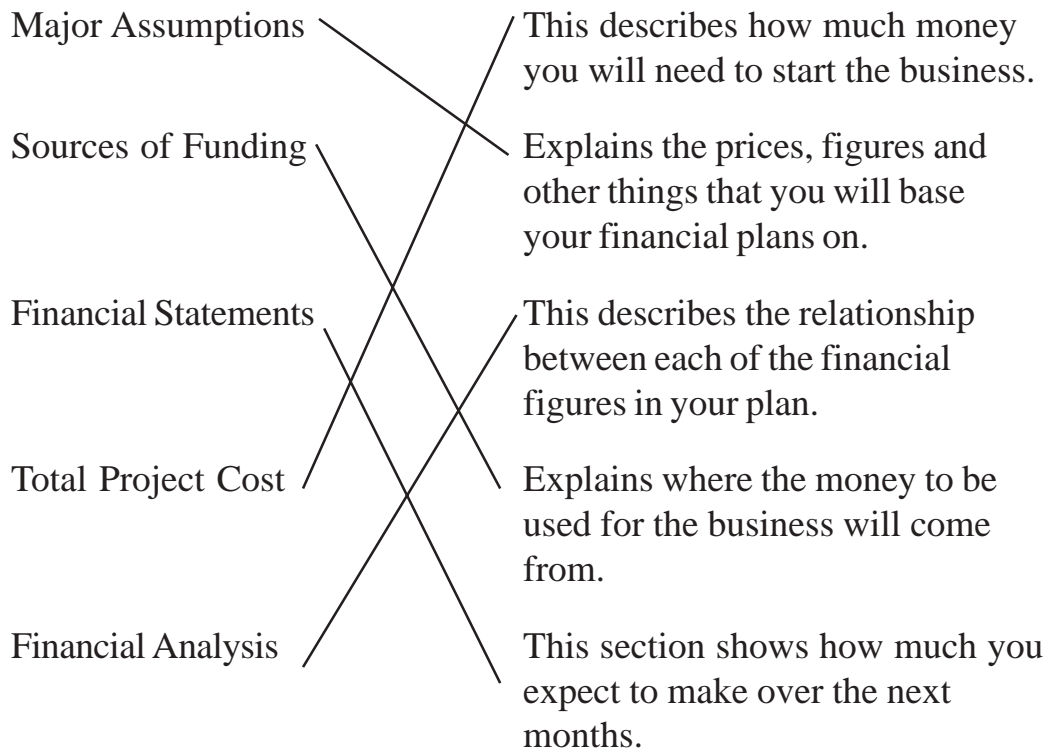 Major Assumptions
This describes how much money
you will need to start the business.
Sources of Funding
Explains the prices, figures and
other things that you will base
your financial plans on.
Financial Statements
This describes the relationship
between each of the financial
figures in your plan.
Total Project Cost
Explains where the money to be
used for the business will come
from.
Financial Analysis
This section shows how much you
expect to make over the next
months.